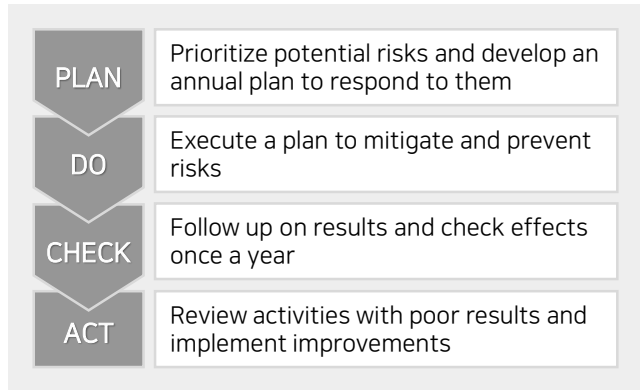 PLAN
Prioritize potential risks and develop an
annual plan to respond to them
DO
Execute a plan to mitigate and prevent
risks
CHECK
Follow up on results and check effects
once a year
ACT
Review activities with poor results and
implement improvements